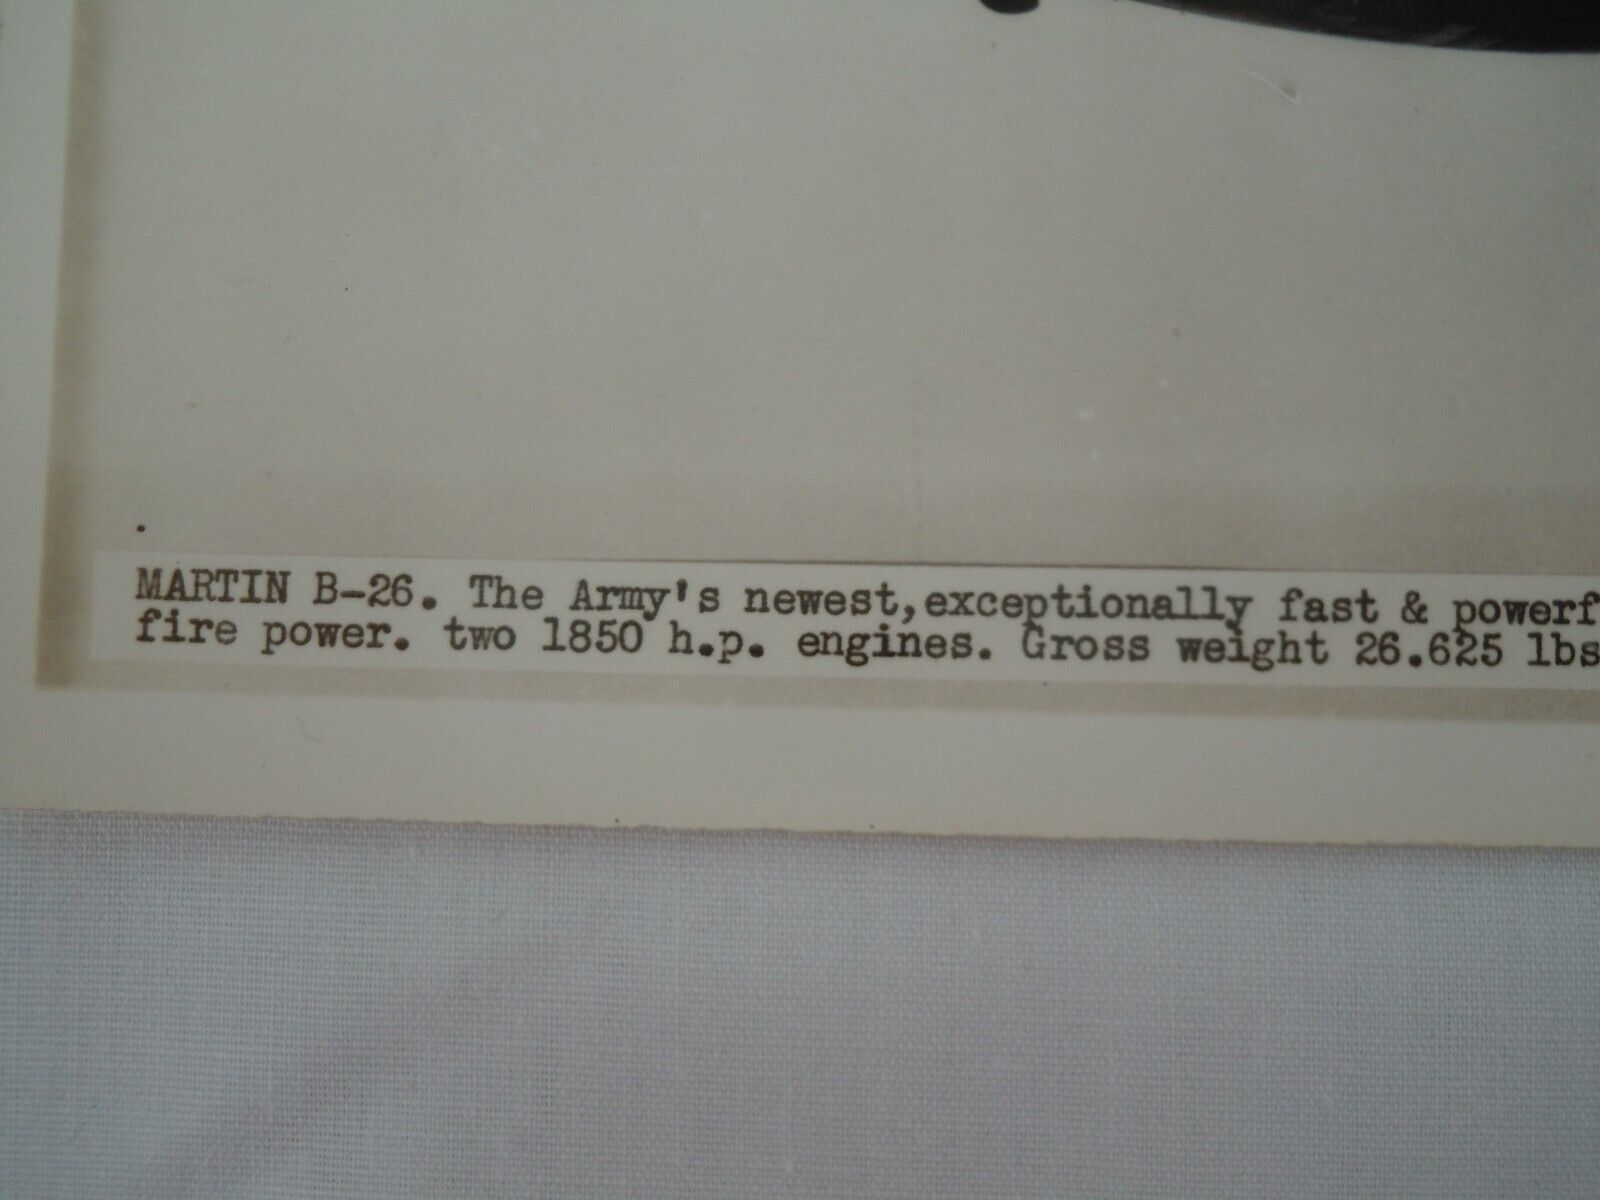 MARTIN B-26. The Army's newest,exceptionally fast & powerf
fire power. two 1850 h.p. engines. Gross weight 26.625 lbs